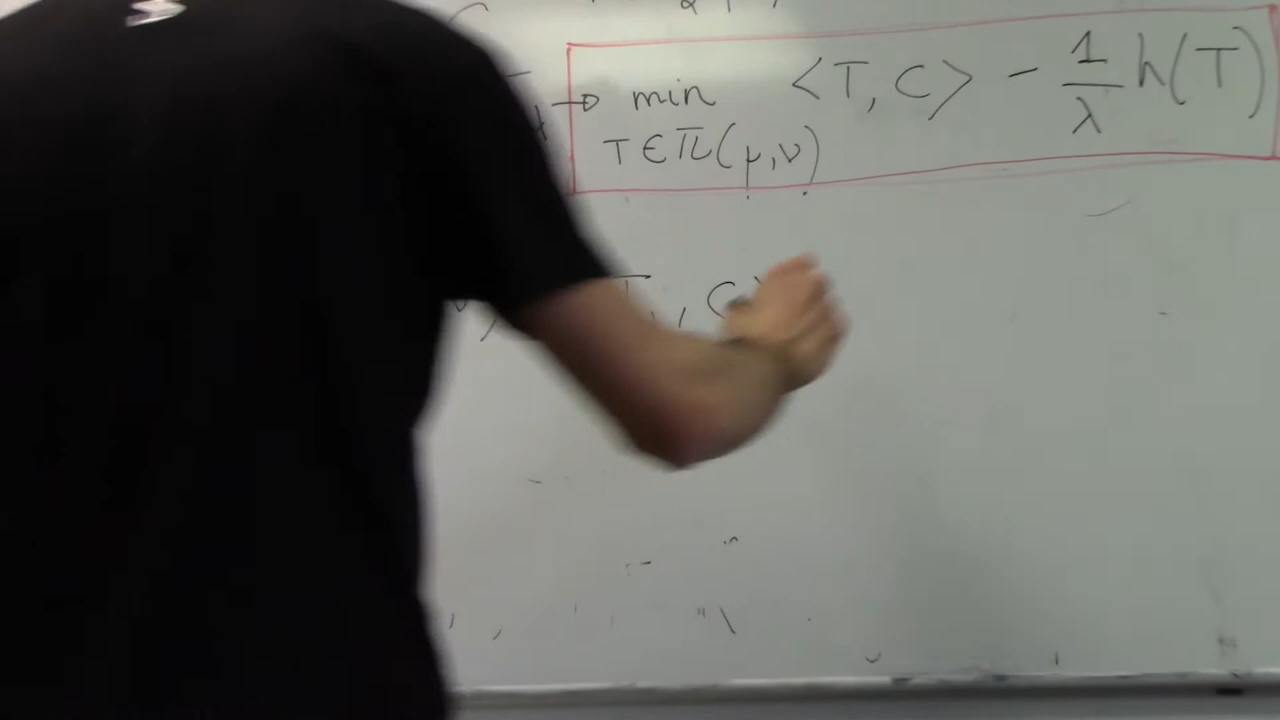 min ⟨T, C⟩ - 1/λ h(T)
T ∈ Π(μ,ν)
, C